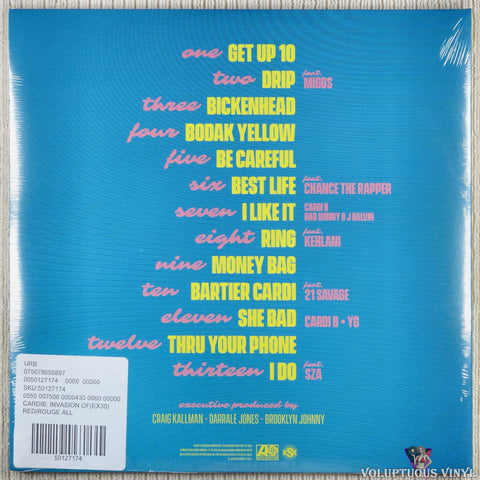 one GET UP 10
two DRIP feat. MIGOS
three BICKENHEAD
four BODAK YELLOW
five BE CAREFUL
six BEST LIFE feat. CHANCE THE RAPPER
seven I LIKE IT CARDI B
BAD BUNNY & J BALVIN
eight RING feat. KEHLANI
nine MONEY BAG
ten BARTIER CARDI feat. 21 SAVAGE
eleven SHE BAD CARDI B • YG
twelve THRU YOUR PHONE
thirteen I DO feat. SZA
executive produced by
CRAIG KALLMAN • DARRALE JONES • BROOKLYN JOHNNY
URB
075678656897
0050127174 0060 00000
SKU:50127174
0550 007506 0000430 0060 00000
CARDIB: INVASION OF(EX30)
RED/ROUGE ALL
50127174
ATLANTIC
KSR
VOLUPTUOUS VINYL